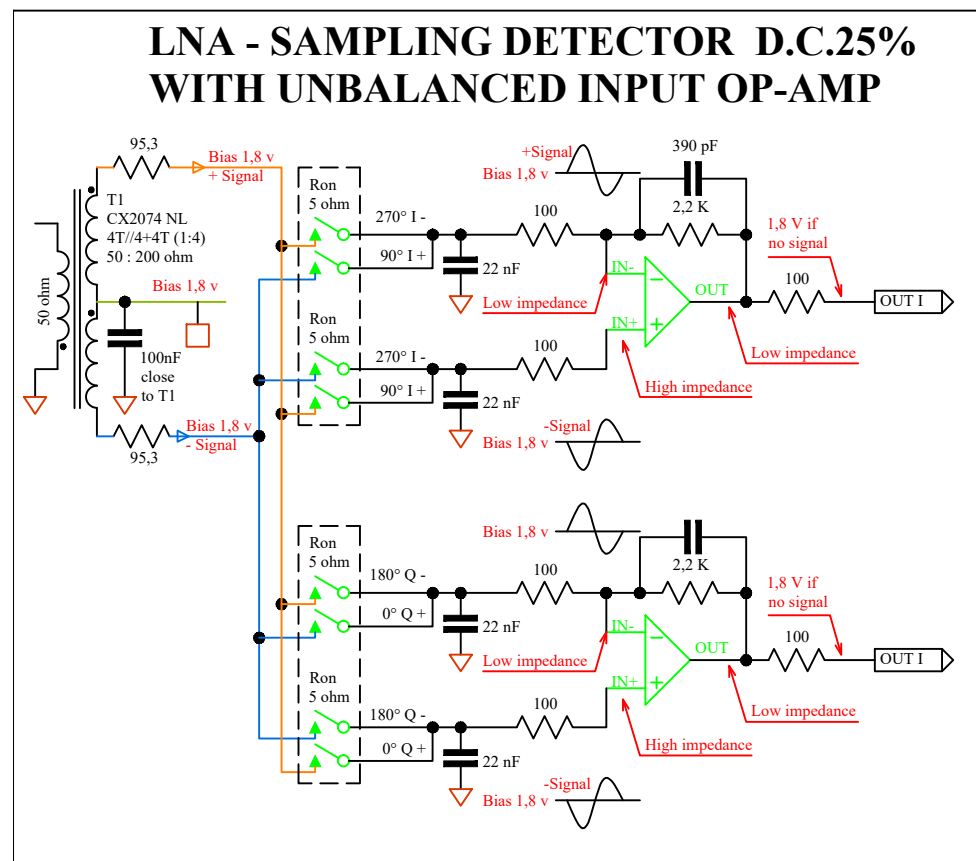 LNA - SAMPLING DETECTOR D.C.25%
WITH UNBALANCED INPUT OP-AMP
95,3
Bias 1,8 v
+ Signal
T1
CX2074 NL
4T//4+4T (1:4)
50 : 200 ohm
50 ohm
Bias 1,8 v
100nF
close
to T1
Bias 1,8 v
- Signal
95,3
Ron
5 ohm
270° I -
90° I +
22 nF
100
+Signal
Bias 1,8 v
390 pF
2,2 K
IN-
OUT
IN+
Low impedance
High impedance
Low impedance
1,8 V if
no signal
100
OUT I
Ron
5 ohm
270° I -
90° I +
22 nF
100
-Signal
Bias 1,8 v
Ron
5 ohm
180° Q -
0° Q +
22 nF
100
Bias 1,8 v
2,2 K
IN-
OUT
IN+
Low impedance
High impedance
Low impedance
1,8 V if
no signal
100
OUT I
Ron
5 ohm
180° Q -
0° Q +
22 nF
100
-Signal
Bias 1,8 v